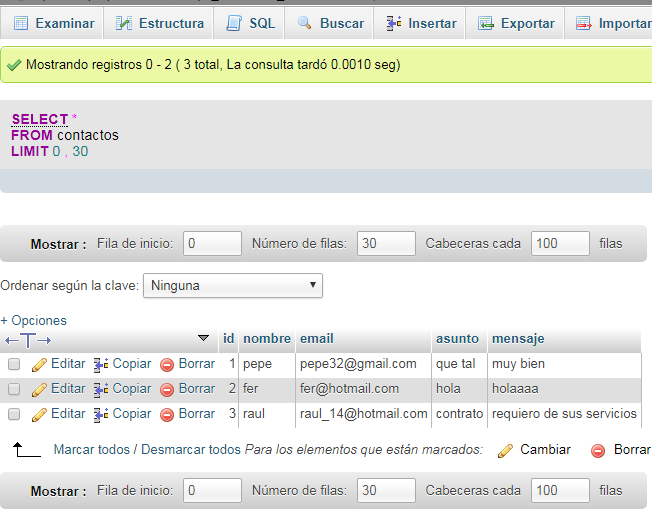 Examinar Estructura SQL Buscar Insertar Exportar Importar
Mostrando registros 0 - 2 ( 3 total, La consulta tardó 0.0010 seg)
SELECT *
FROM contactos
LIMIT 0 , 30
Mostrar : Fila de inicio: 0 Número de filas: 30 Cabeceras cada 100 filas
Ordenar según la clave: Ninguna
+ Opciones
id nombre email asunto mensaje
Editar Copiar Borrar 1 pepe pepe32@gmail.com que tal muy bien
Editar Copiar Borrar 2 fer fer@hotmail.com hola holaaaa
Editar Copiar Borrar 3 raul raul_14@hotmail.com contrato requiero de sus servicios
Marcar todos / Desmarcar todos Para los elementos que están marcados: Cambiar Borrar
Mostrar : Fila de inicio: 0 Número de filas: 30 Cabeceras cada 100 filas